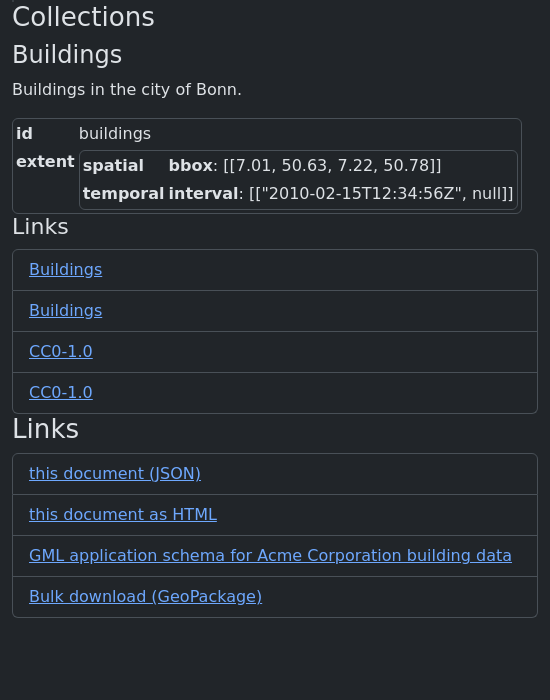 Collections
Buildings
Buildings in the city of Bonn.
id buildings
extent spatial bbox: [[7.01, 50.63, 7.22, 50.78]]
temporal interval: [["2010-02-15T12:34:56Z", null]]
Links
Buildings
Buildings
CC0-1.0
CC0-1.0
Links
this document (JSON)
this document as HTML
GML application schema for Acme Corporation building data
Bulk download (GeoPackage)